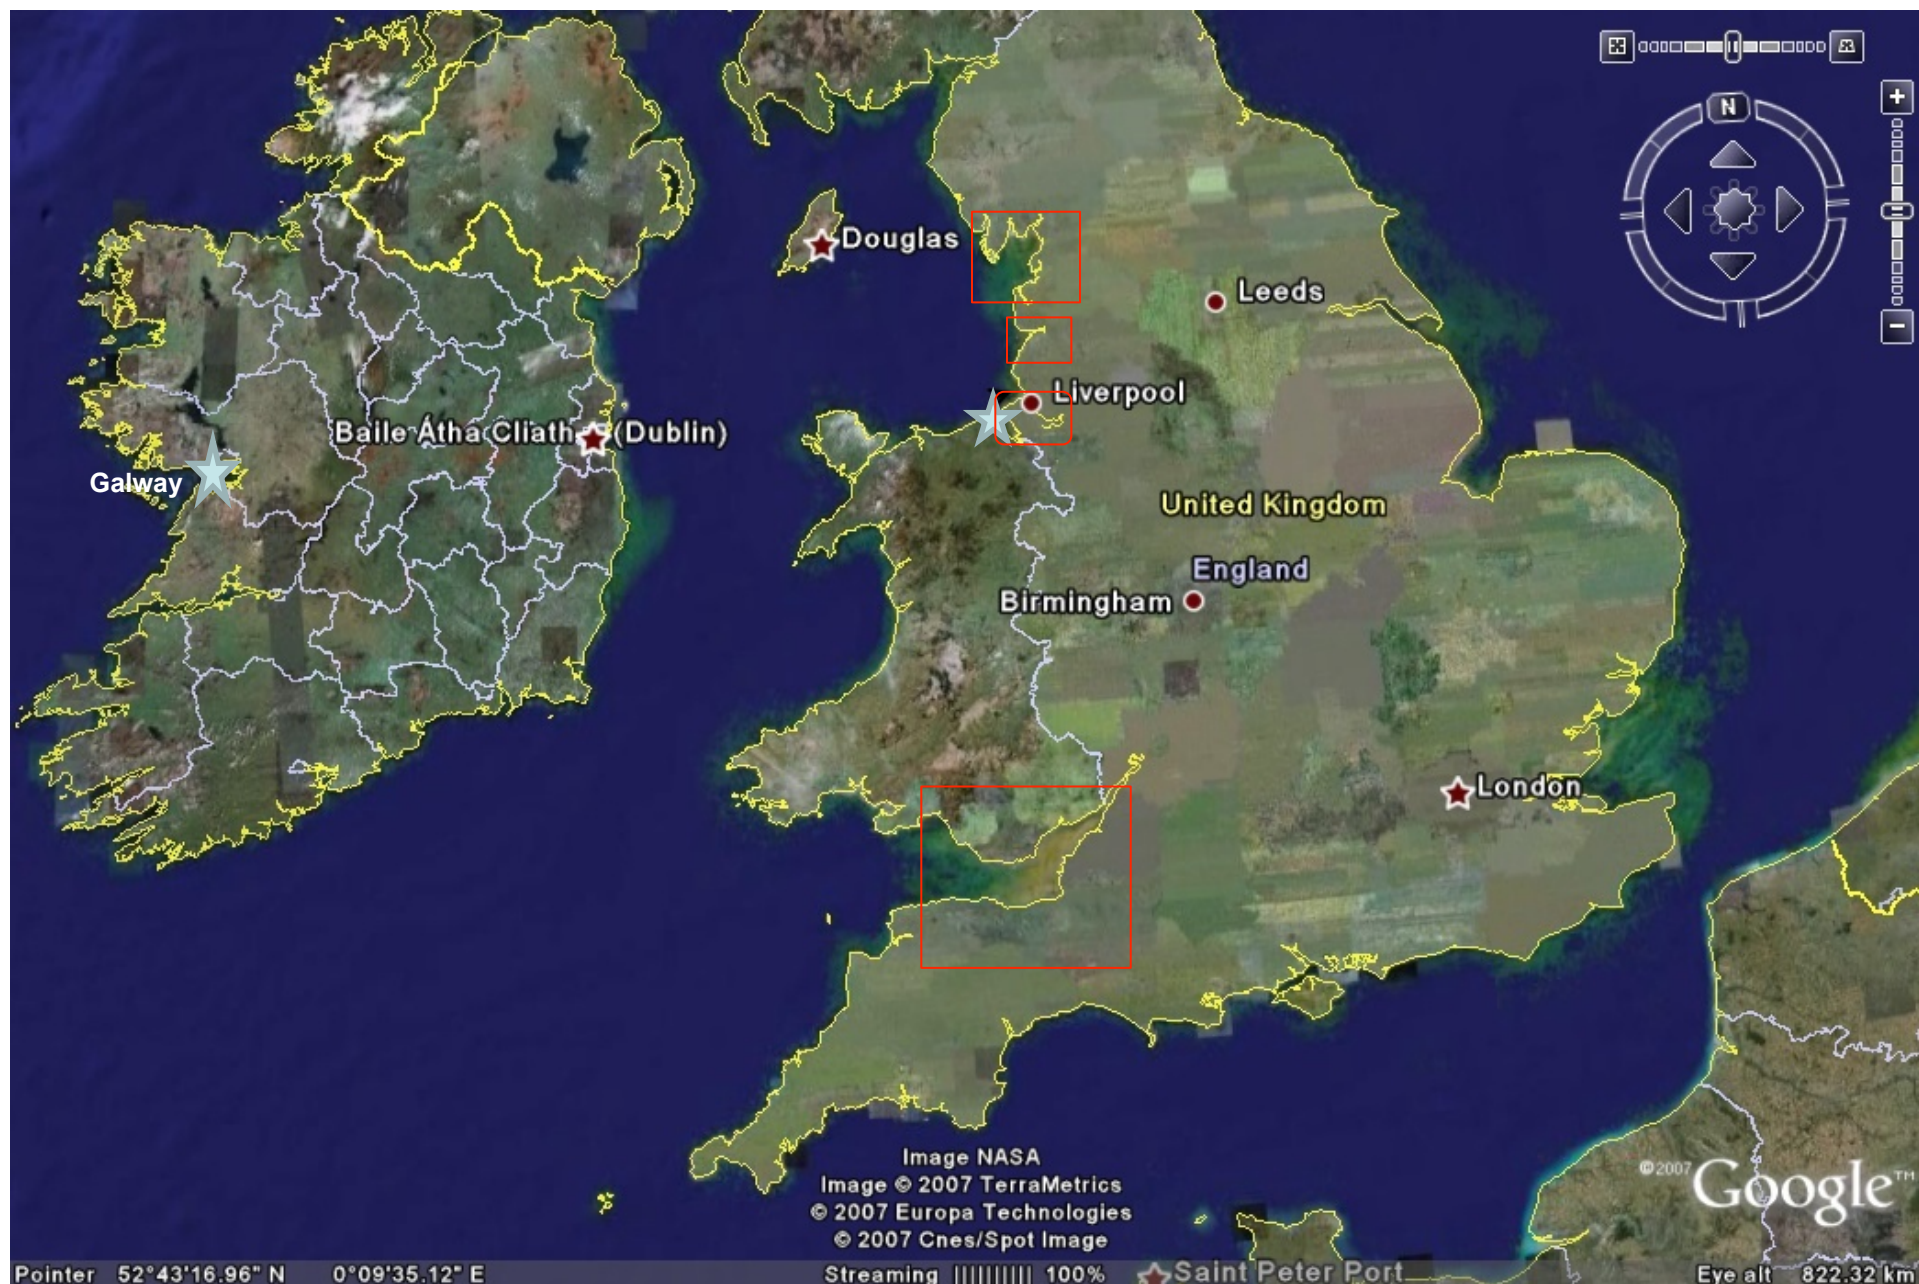 N
Douglas
Leeds
Liverpool
Baile Átha Cliath (Dublin)
Galway
United Kingdom
England
Birmingham
London
Image NASA
Image © 2007 TerraMetrics
© 2007 Europa Technologies
© 2007 Cnes/Spot Image
©2007 Google™
Pointer 52°43'16.96" N 0°09'35.12" E
Streaming |||||||||| 100%
Saint Peter Port
Eye alt 822.32 km